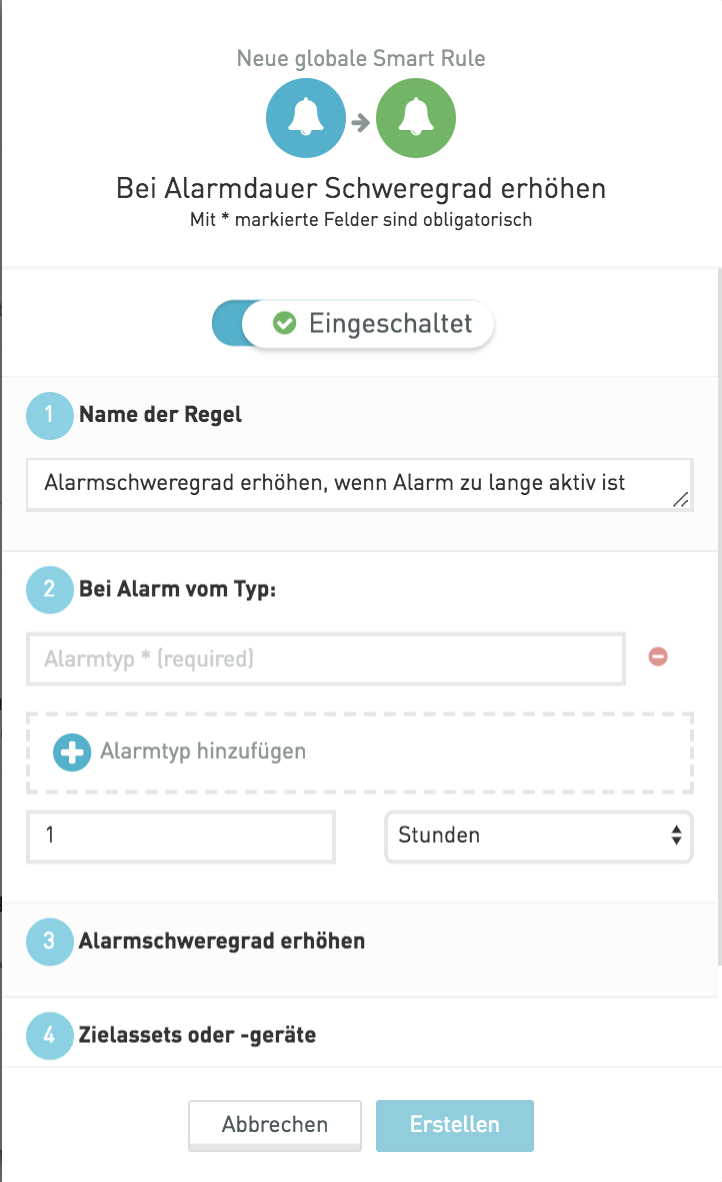 Neue globale Smart Rule
Bei Alarmdauer Schweregrad erhöhen
Mit * markierte Felder sind obligatorisch
Eingeschaltet
1 Name der Regel
Alarmschweregrad erhöhen, wenn Alarm zu lange aktiv ist
2 Bei Alarm vom Typ:
Alarmtyp * (required)
Alarmtyp hinzufügen
1 Stunden
3 Alarmschweregrad erhöhen
4 Zielassets oder -geräte
Abbrechen Erstellen